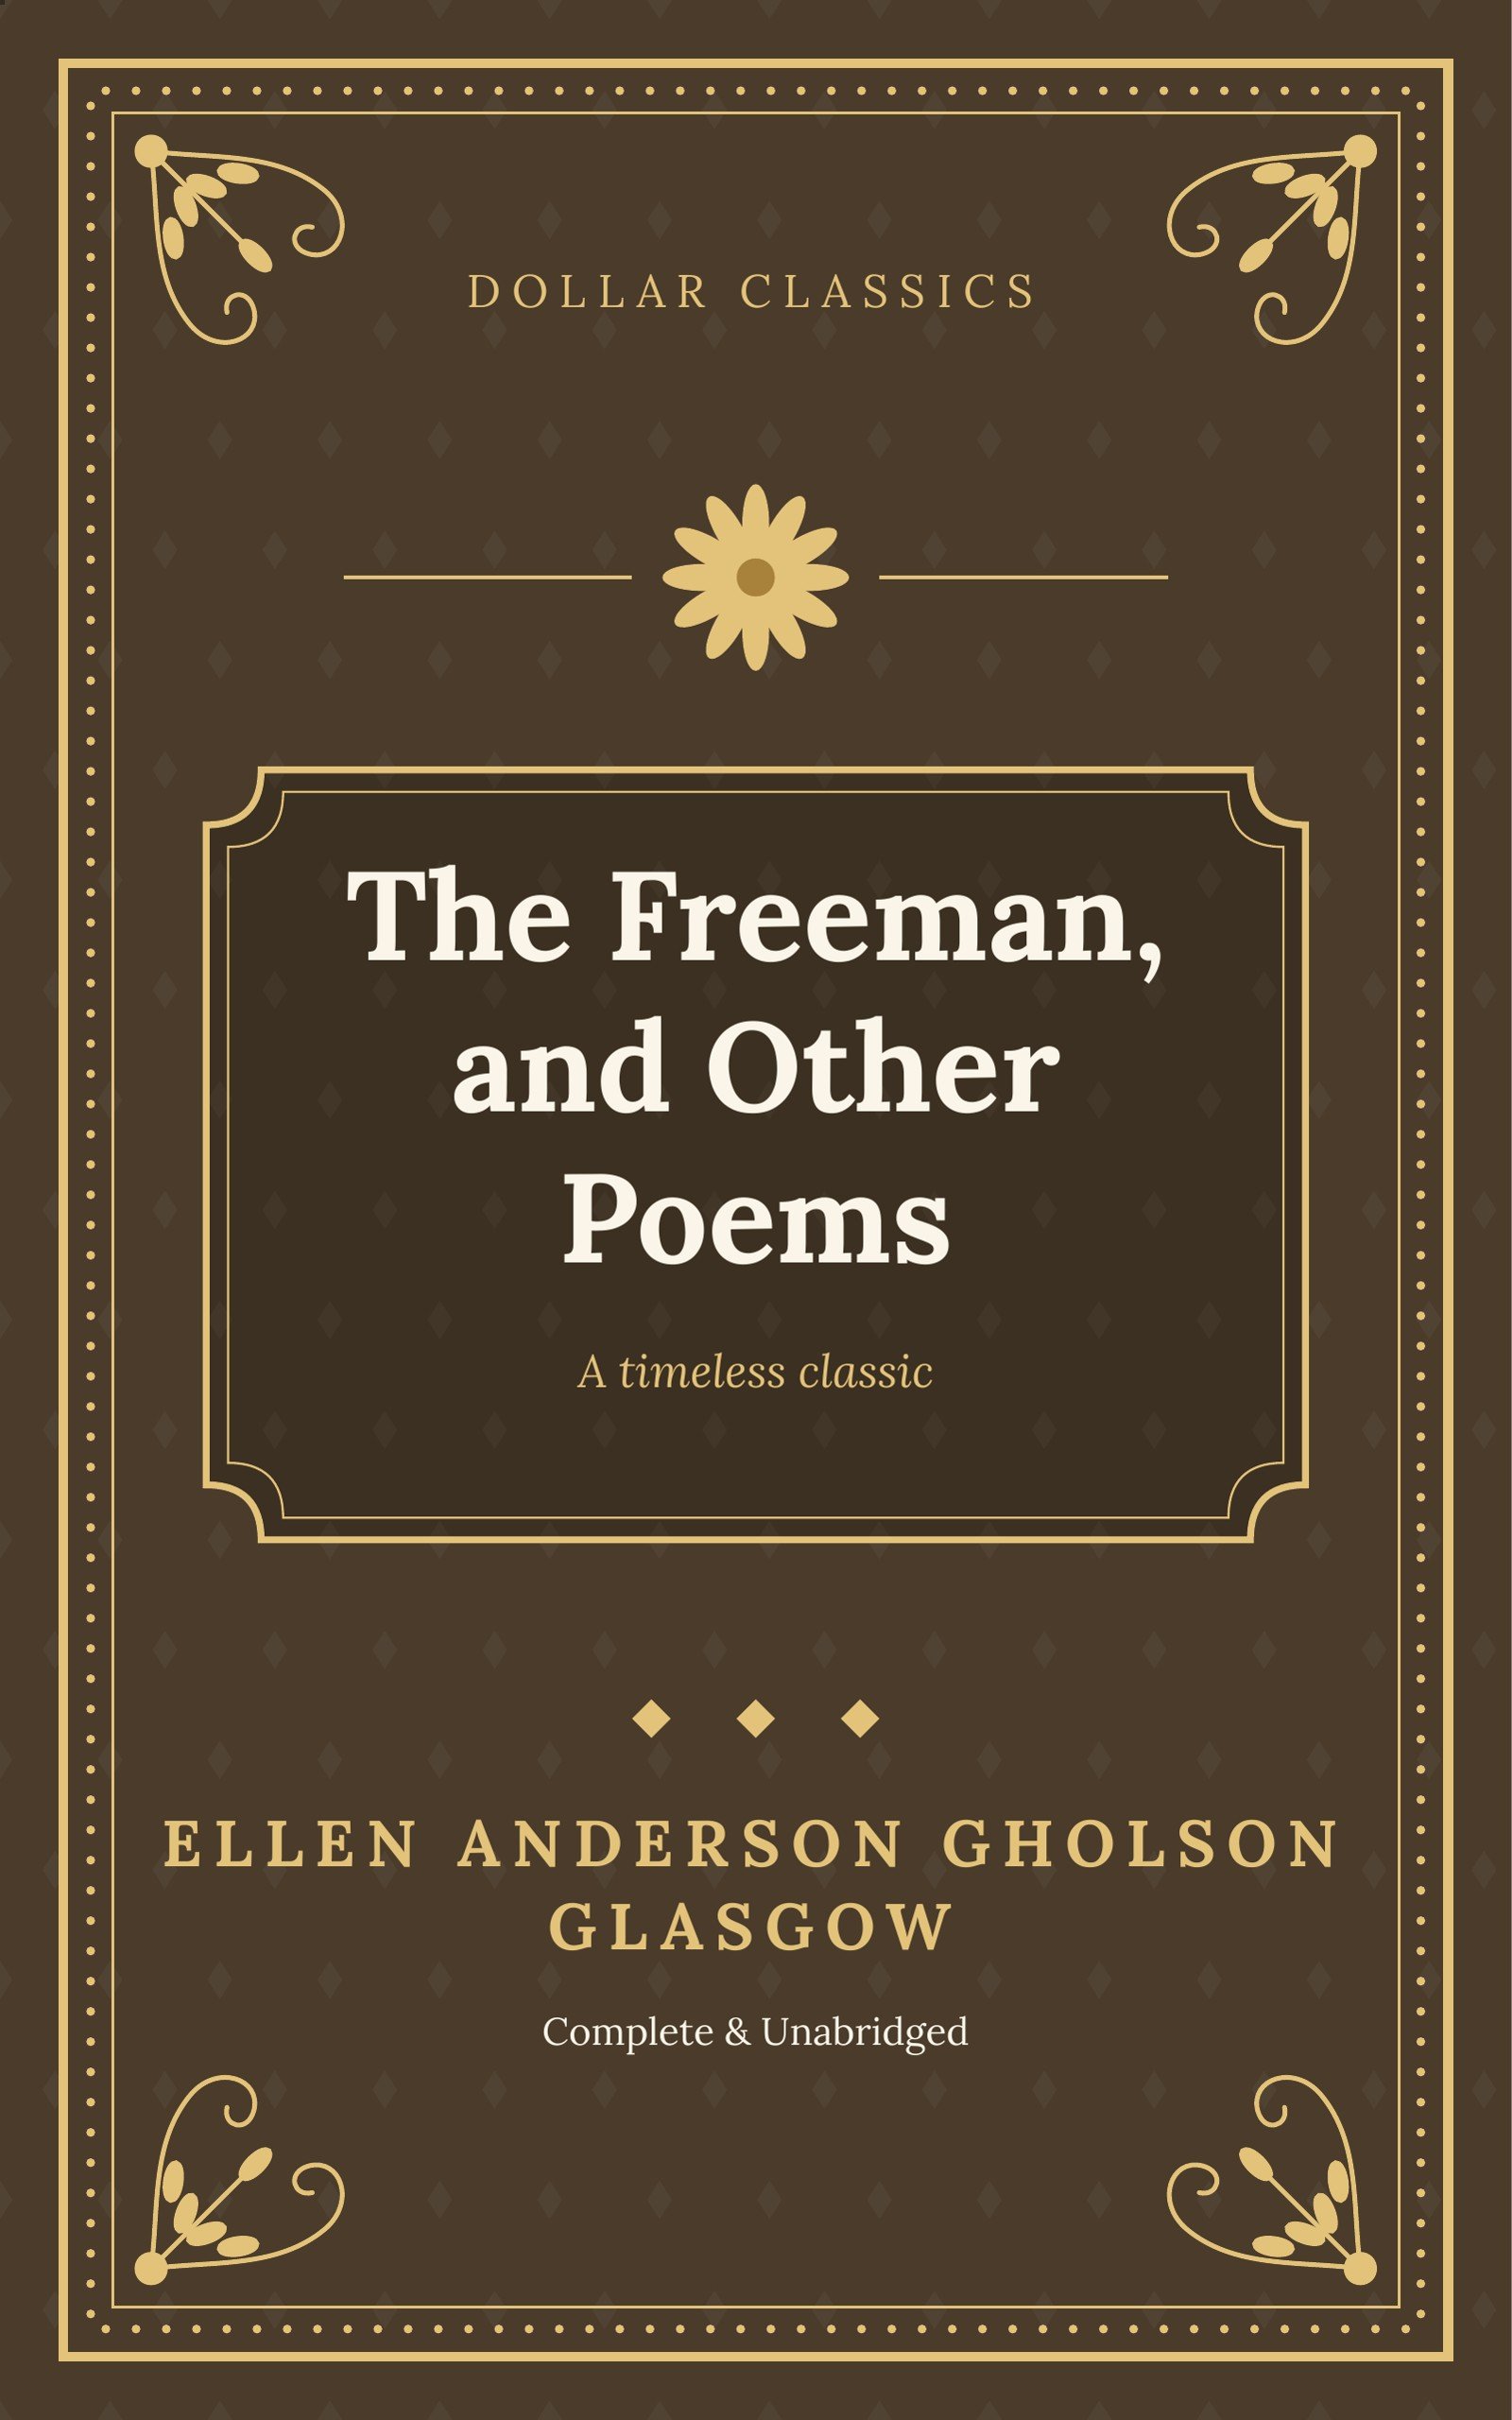 DOLLAR CLASSICS
The Freeman,
and Other
Poems
A timeless classic
ELLEN ANDERSON GHOLSON
GLASGOW
Complete & Unabridged